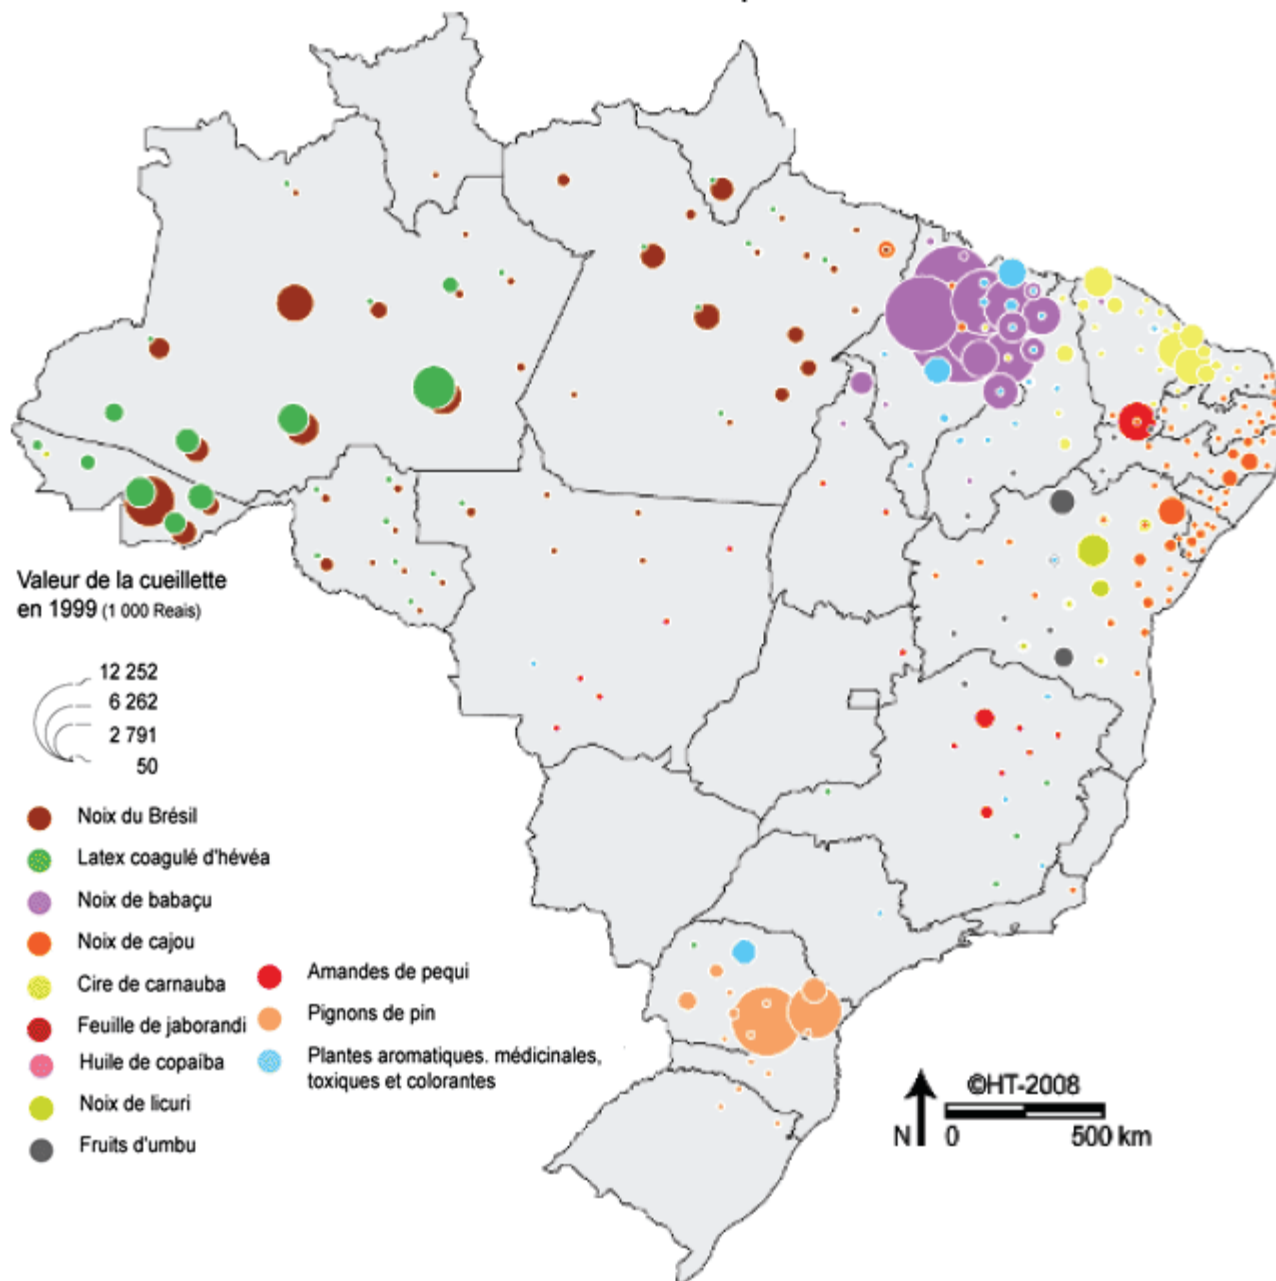 Valeur de la cueillette
en 1999 (1 000 Reais)
12 252
6 262
2 791
50
Noix du Brésil
Latex coagulé d'hévéa
Noix de babaçu
Noix de cajou
Cire de carnauba
Feuille de jaborandi
Huile de copaïba
Noix de licuri
Fruits d'umbu
Amandes de pequi
Pignons de pin
Plantes aromatiques. médicinales,
toxiques et colorantes
©HT-2008
N 0 500 km